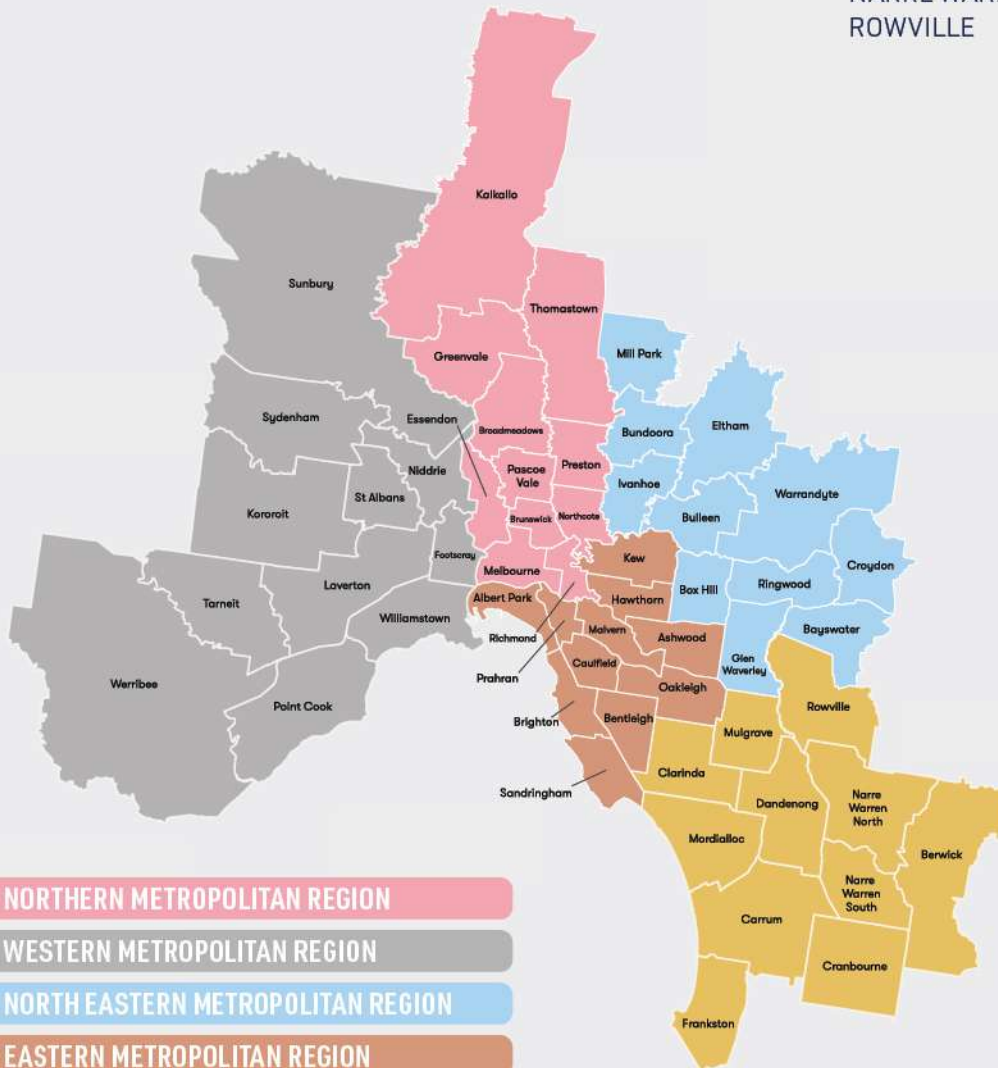 ROWVILLE
Kalkallo
Sunbury
Thomastown
Greenvale
Mill Park
Sydenham
Essendon
Broadmeadows
Bundoora
Eltham
Niddrie
Pascoe
Vale
Preston
St Albans
Ivanhoe
Warrandyte
Kororoit
Brunswick
Northcote
Bulleen
Footscray
Kew
Melbourne
Croydon
Laverton
Box Hill
Ringwood
Tarneit
Albert Park
Hawthorn
Williamstown
Malvern
Ashwood
Bayswater
Richmond
Caulfield
Glen
Waverley
Prahran
Werribee
Oakleigh
Point Cook
Rowville
Brighton
Bentleigh
Mulgrave
Clarinda
Sandringham
Dandenong
Narre
Warren
North
Mordialloc
Berwick
Narre
Warren
South
Carrum
Cranbourne
Frankston
NORTHERN METROPOLITAN REGION
WESTERN METROPOLITAN REGION
NORTH EASTERN METROPOLITAN REGION
EASTERN METROPOLITAN REGION